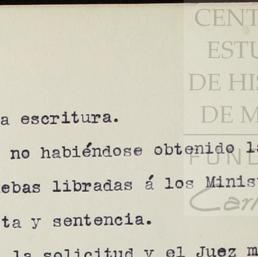 CENT
ESTU
DE HIS
DE M
FUND
Carl
a escritura.
no habiéndose obtenido la
ebas libradas á los Minist
ta y sentencia.
la solicitud y el Juez m